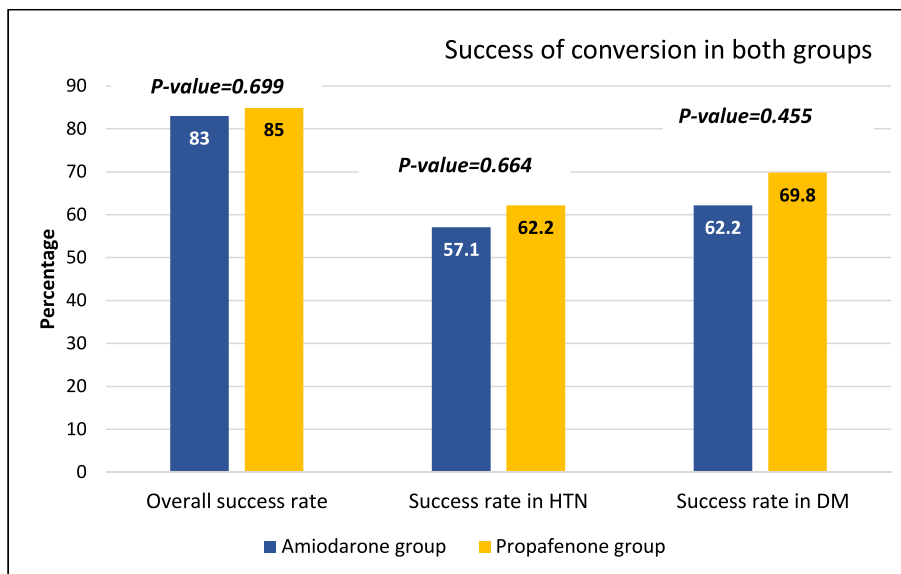 Success of conversion in both groups
P-value=0.699
P-value=0.664
P-value=0.455
Percentage
90
80
70
60
50
40
30
20
10
0
83
85
57.1
62.2
62.2
69.8
Overall success rate
Success rate in HTN
Success rate in DM
Amiodarone group
Propafenone group